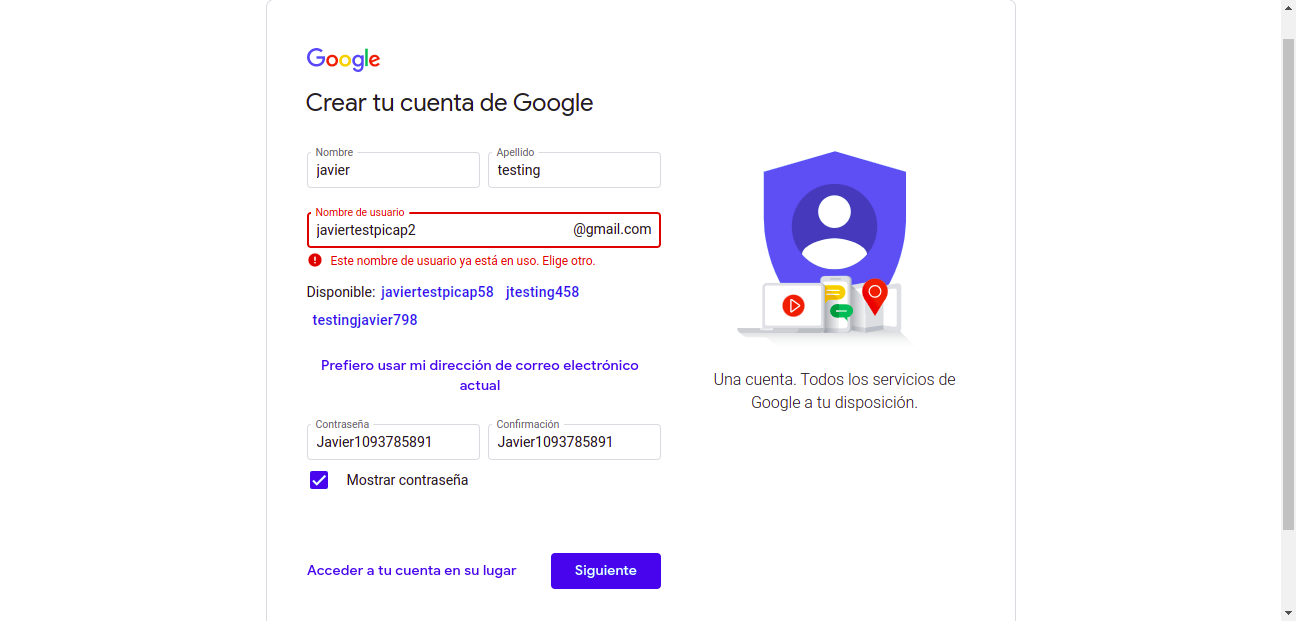 Google
Crear tu cuenta de Google
Nombre
javier
Apellido
testing
Nombre de usuario
javiertestpicap2 @gmail.com
Este nombre de usuario ya está en uso. Elige otro.
Disponible: javiertestpicap58 jtesting458
testingjavier798
Prefiero usar mi dirección de correo electrónico
actual
Contraseña
Javier1093785891
Confirmación
Javier1093785891
Mostrar contraseña
Acceder a tu cuenta en su lugar
Siguiente
Una cuenta. Todos los servicios de
Google a tu disposición.